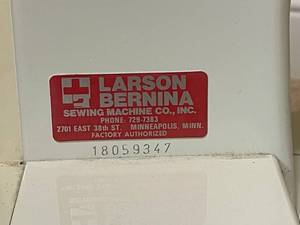 LARSON
BERNINA
SEWING MACHINE CO., INC.
PHONE: 729-7383
2701 EAST 38th ST. MINNEAPOLIS, MINN.
FACTORY AUTHORIZED
18059347